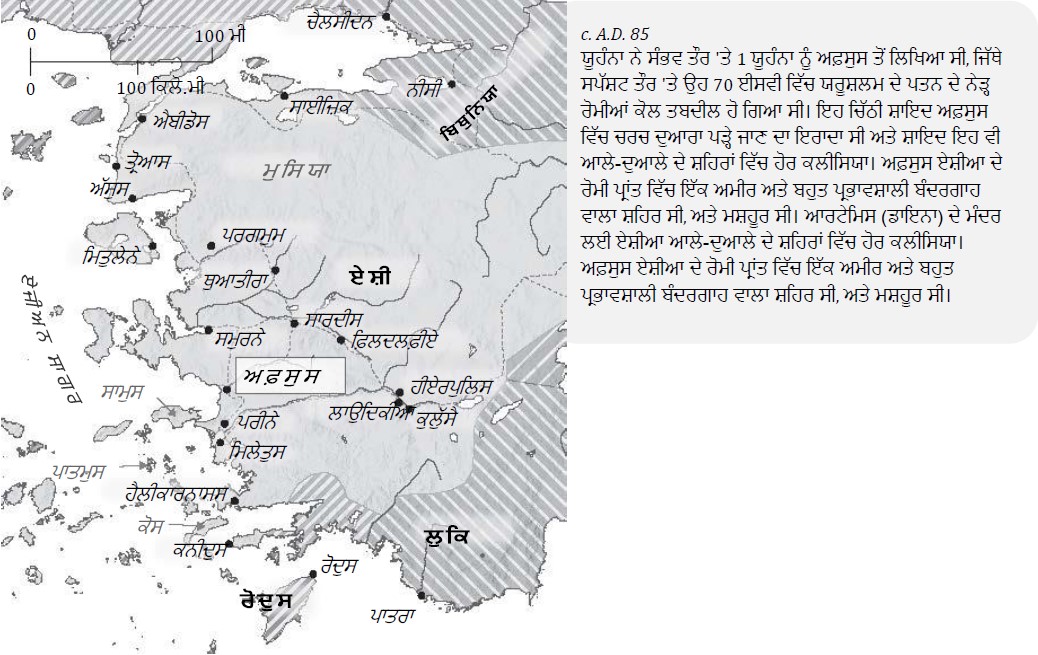 ਚੈਲਸੀਦਨ
0 100 ਮੀ
0 100 ਕਿਲੋ.ਮੀ
ਨੀਸੀ
ਬਿਥੁਨਿਯਾ
ਸਾਈਜ਼ਿਕ
ਐਬੀਡੋਸ
ਤ੍ਰੋਆਸ
ਮੁਸਿਯਾ
ਅੱਸੁਸ
ਪਰਗਮੁਮ
ਮਿਤੁਲੇਨੇ
ਥੁਆਤੀਰਾ
ਏਸ਼ੀ
ਏਜੀਅਨ ਸਾਗਰ
ਸਾਰਦੀਸ
ਸਮੁਰਨੇ
ਫ਼ਿਲਦਲਫ਼ੀਏ
ਅਫ਼ਸੁਸ
ਸਾਮੁਸ
ਹੀਏਰਪੁਲਿਸ
ਲਾਉਦਿਕੀਆ
ਕੁਲੁੱਸੈ
ਪਰੀਨੇ
ਮਿਲੇਤੁਸ
ਪਾਤਮੁਸ
ਹੈਲੀਕਾਰਨਾਸਸ
ਕੋਸ
ਕਨੀਦੁਸ
ਲੁਕਿ
ਰੋਦੁਸ
ਰੋਦੁਸ
ਪਾਤਰਾ
c. A.D. 85
ਯੂਹੰਨਾ ਨੇ ਸੰਭਵ ਤੌਰ 'ਤੇ 1 ਯੂਹੰਨਾ ਨੂੰ ਅਫ਼ਸੁਸ ਤੋਂ ਲਿਖਿਆ ਸੀ, ਜਿੱਥੇ
ਸਪੱਸ਼ਟ ਤੌਰ 'ਤੇ ਉਹ 70 ਈਸਵੀ ਵਿੱਚ ਯਰੂਸ਼ਲਮ ਦੇ ਪਤਨ ਦੇ ਨੇੜ੍ਹ
ਰੋਮੀਆਂ ਕੋਲ ਤਬਦੀਲ ਹੋ ਗਿਆ ਸੀ। ਇਹ ਚਿੱਠੀ ਸ਼ਾਇਦ ਅਫ਼ਸੁਸ
ਵਿੱਚ ਚਰਚ ਦੁਆਰਾ ਪੜ੍ਹੇ ਜਾਣ ਦਾ ਇਰਾਦਾ ਸੀ ਅਤੇ ਸ਼ਾਇਦ ਇਹ ਵੀ
ਆਲੇ-ਦੁਆਲੇ ਦੇ ਸ਼ਹਿਰਾਂ ਵਿੱਚ ਹੋਰ ਕਲੀਸਿਯਾ। ਅਫ਼ਸੁਸ ਏਸ਼ੀਆ ਦੇ
ਰੋਮੀ ਪ੍ਰਾਂਤ ਵਿੱਚ ਇੱਕ ਅਮੀਰ ਅਤੇ ਬਹੁਤ ਪ੍ਰਭਾਵਸ਼ਾਲੀ ਬੰਦਰਗਾਹ
ਵਾਲਾ ਸ਼ਹਿਰ ਸੀ, ਅਤੇ ਮਸ਼ਹੂਰ ਸੀ। ਆਰਟੇਮਿਸ (ਡਾਇਨਾ) ਦੇ ਮੰਦਰ
ਲਈ ਏਸ਼ੀਆ ਆਲੇ-ਦੁਆਲੇ ਦੇ ਸ਼ਹਿਰਾਂ ਵਿੱਚ ਹੋਰ ਕਲੀਸਿਯਾ।
ਅਫ਼ਸੁਸ ਏਸ਼ੀਆ ਦੇ ਰੋਮੀ ਪ੍ਰਾਂਤ ਵਿੱਚ ਇੱਕ ਅਮੀਰ ਅਤੇ ਬਹੁਤ
ਪ੍ਰਭਾਵਸ਼ਾਲੀ ਬੰਦਰਗਾਹ ਵਾਲਾ ਸ਼ਹਿਰ ਸੀ, ਅਤੇ ਮਸ਼ਹੂਰ ਸੀ।